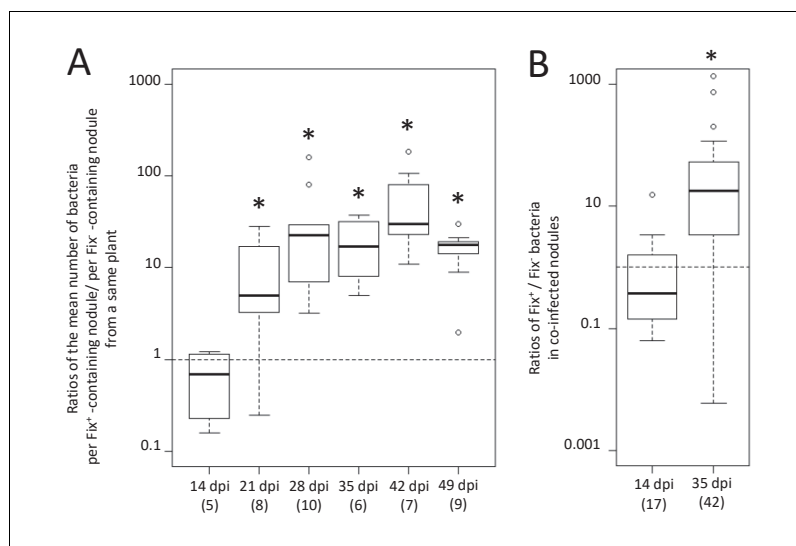 A
Ratios of the mean number of bacteria
per Fix⁺ -containing nodule/ per Fix⁻ -containing nodule
from a same plant
1000
100
10
1
0.1
*
*
*
*
*
14 dpi 21 dpi 28 dpi 35 dpi 42 dpi 49 dpi
(5) (8) (10) (6) (7) (9)
B
Ratios of Fix⁺ / Fix⁻ bacteria
in co-infected nodules
1000
10
0.1
0.001
*
14 dpi 35 dpi
(17) (42)